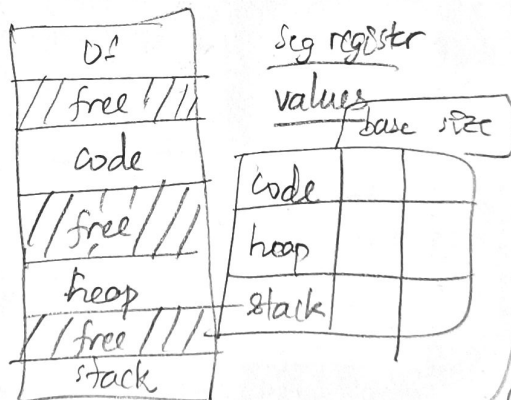 OS
free
code
free
heap
free
stack
seg register
values
base size
code
heap
stack